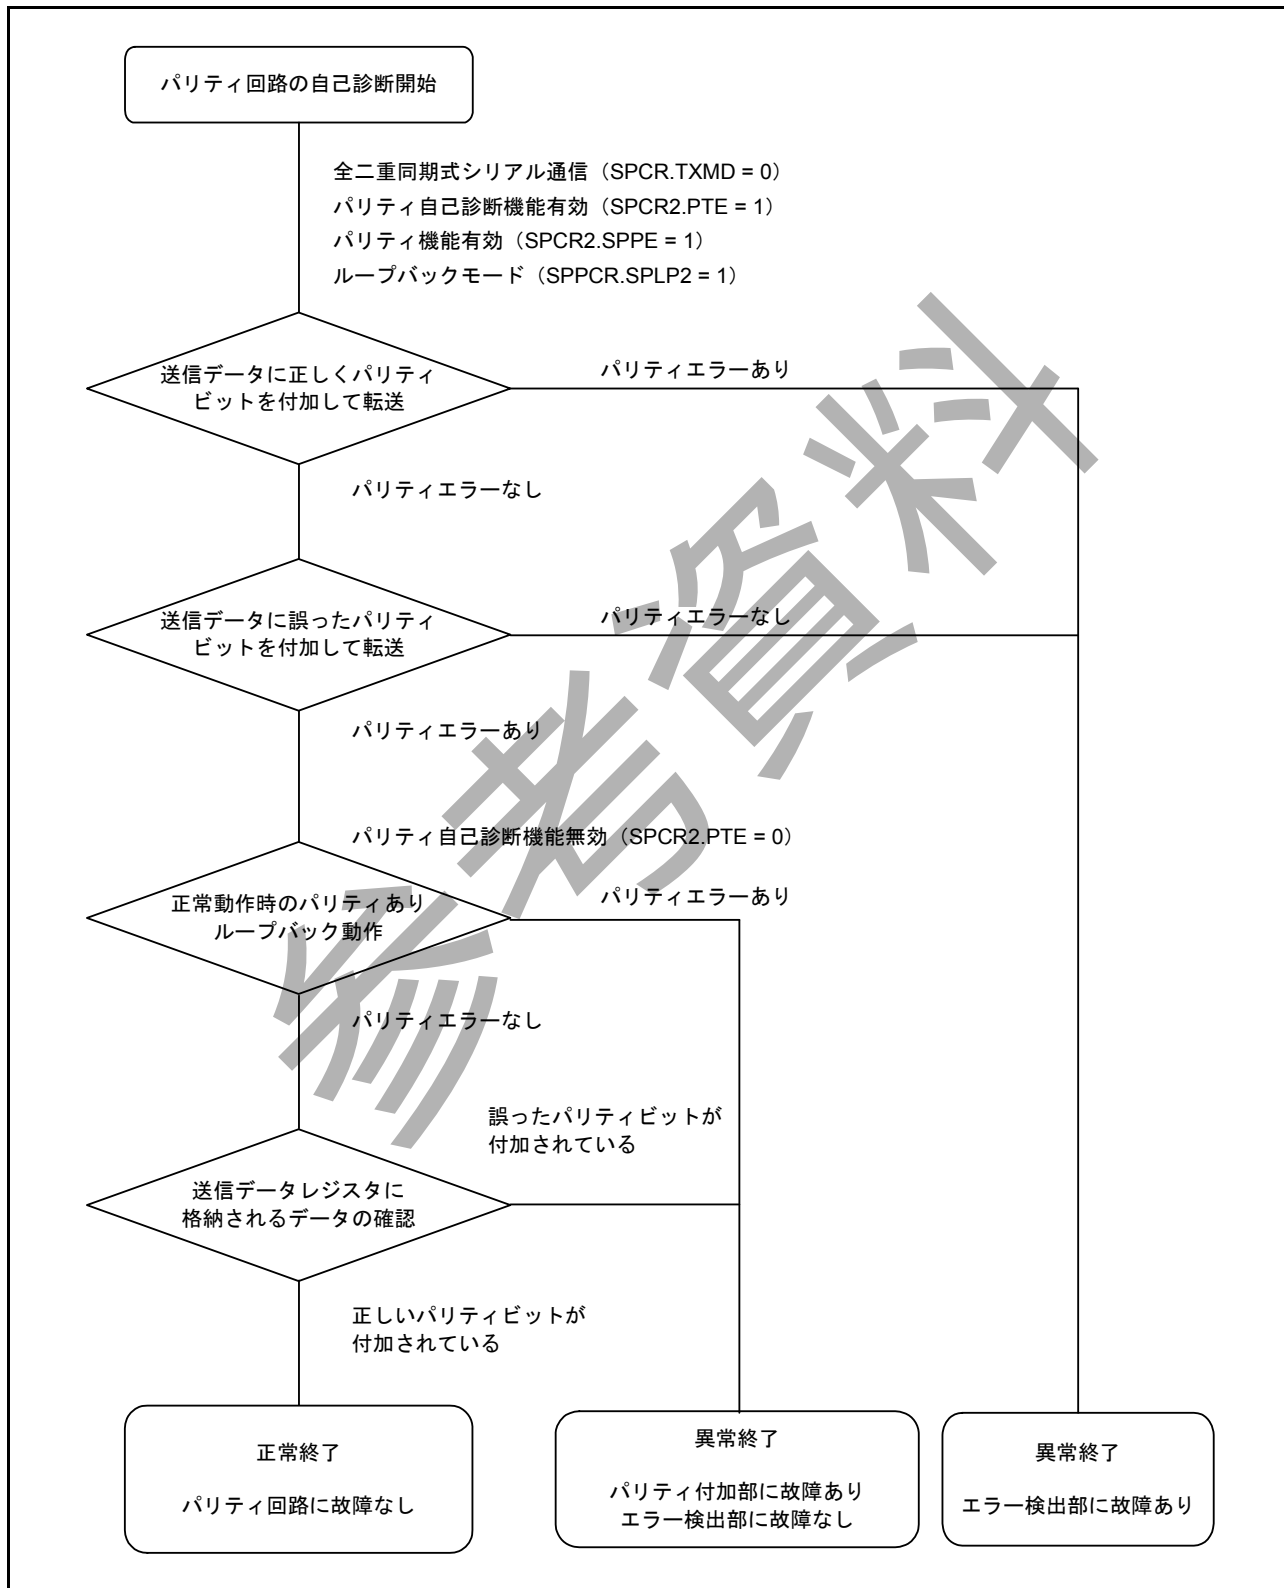 パリティ回路の自己診断開始
全二重同期式シリアル通信（SPCR.TXMD = 0）
パリティ自己診断機能有効（SPCR2.PTE = 1）
パリティ機能有効（SPCR2.SPPE = 1）
ループバックモード（SPPCR.SPLP2 = 1）
送信データに正しくパリティ
ビットを付加して転送
パリティエラーあり
パリティエラーなし
送信データに誤ったパリティ
ビットを付加して転送
パリティエラーなし
パリティエラーあり
パリティ自己診断機能無効（SPCR2.PTE = 0）
正常動作時のパリティあり
ループバック動作
パリティエラーあり
パリティエラーなし
誤ったパリティビットが
付加されている
送信データレジスタに
格納されるデータの確認
正しいパリティビットが
付加されている
正常終了
パリティ回路に故障なし
異常終了
パリティ付加部に故障あり
エラー検出部に故障なし
異常終了
エラー検出部に故障あり
参考資料